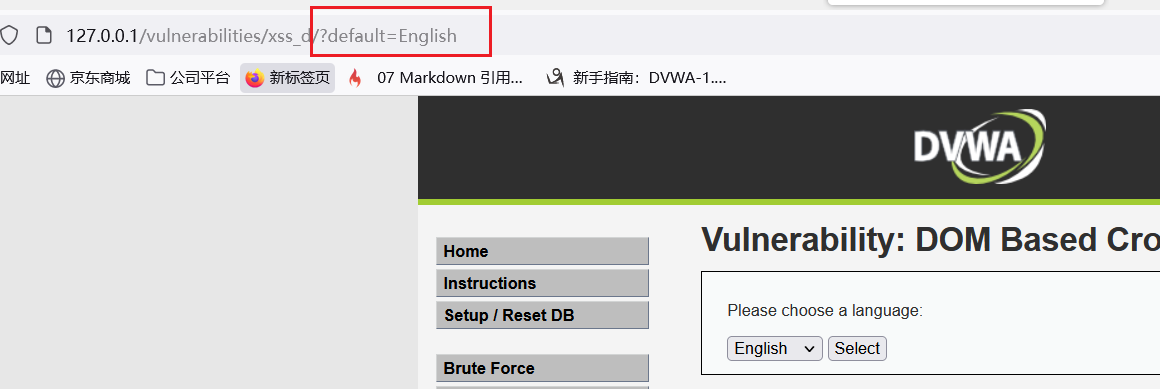 127.0.0.1/vulnerabilities/xss_d/?default=English
网址 京东商城 公司平台 新标签页 07 Markdown 引用... 新手指南：DVWA-1....
DVWA
Vulnerability: DOM Based Cro
Home
Instructions
Setup / Reset DB
Please choose a language:
English Select
Brute Force